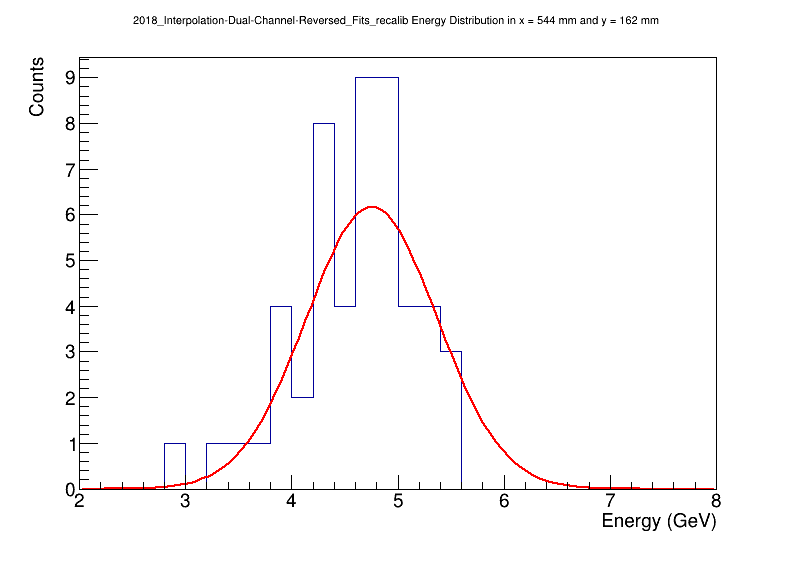 2018_Interpolation-Dual-Channel-Reversed_Fits_recalib Energy Distribution in x = 544 mm and y = 162 mm
Counts
9
8
7
6
5
4
3
2
1
0
2 3 4 5 6 7 8
Energy (GeV)